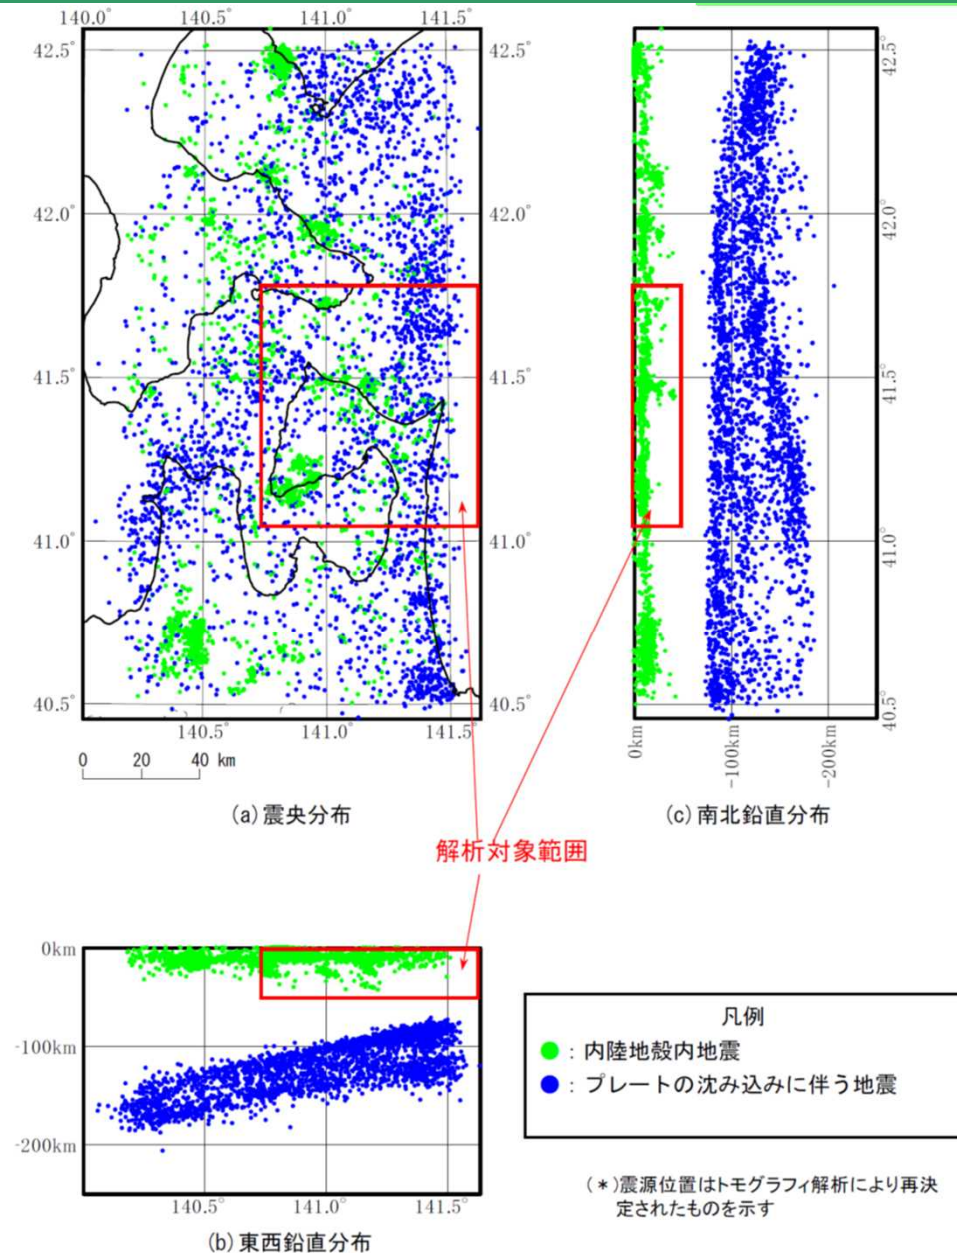 140.0°
140.5°
141.0°
141.5°
42.5°
42.5°
42.0°
42.0°
41.5°
41.5°
41.0°
41.0°
40.5°
40.5°
140.5°
141.0°
141.5°
0 20 40 km
(a)震央分布
42.5°
42.0°
41.5°
41.0°
40.5°
0km
-100km
-200km
(c)南北鉛直分布
解析対象範囲
0km
-100km
-200km
140.5°
141.0°
141.5°
(b)東西鉛直分布
凡例
:内陸地殻内地震
:プレートの沈み込みに伴う地震
(*)震源位置はトモグラフィ解析により再決
定されたものを示す